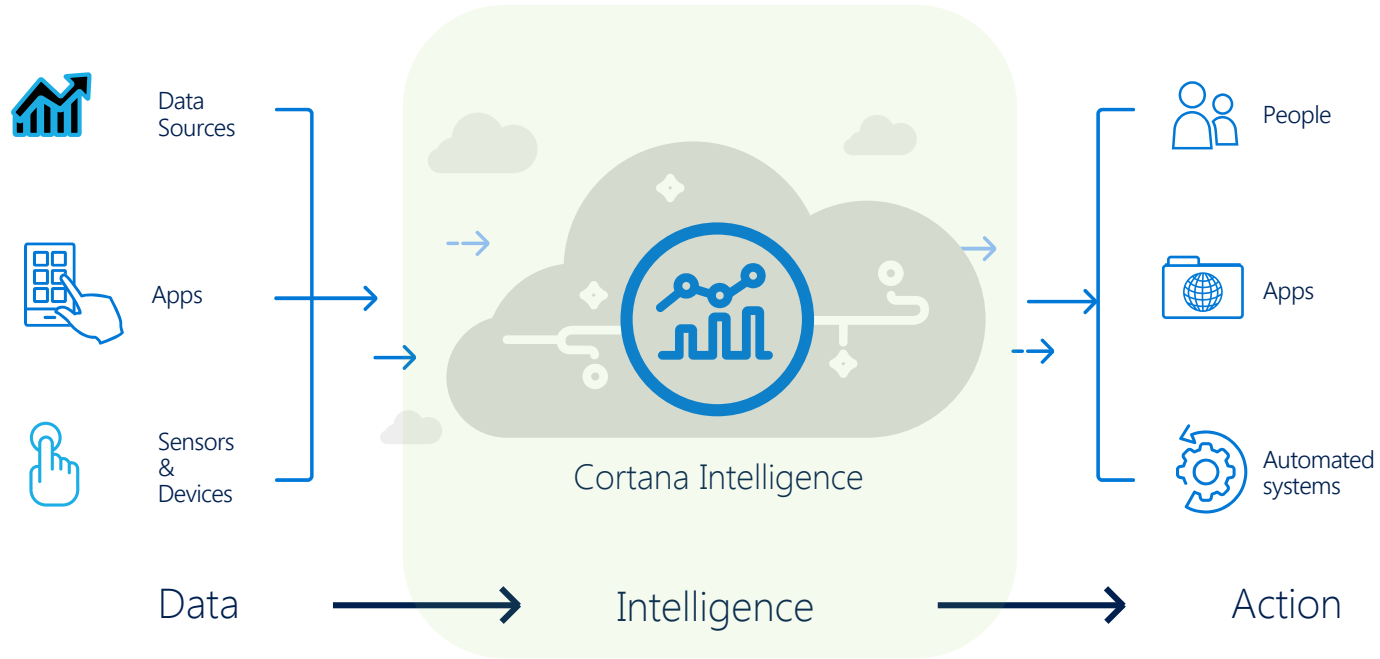 Data
Sources
Apps
Sensors
&
Devices
Cortana Intelligence
People
Apps
Automated
systems
Data
Intelligence
Action